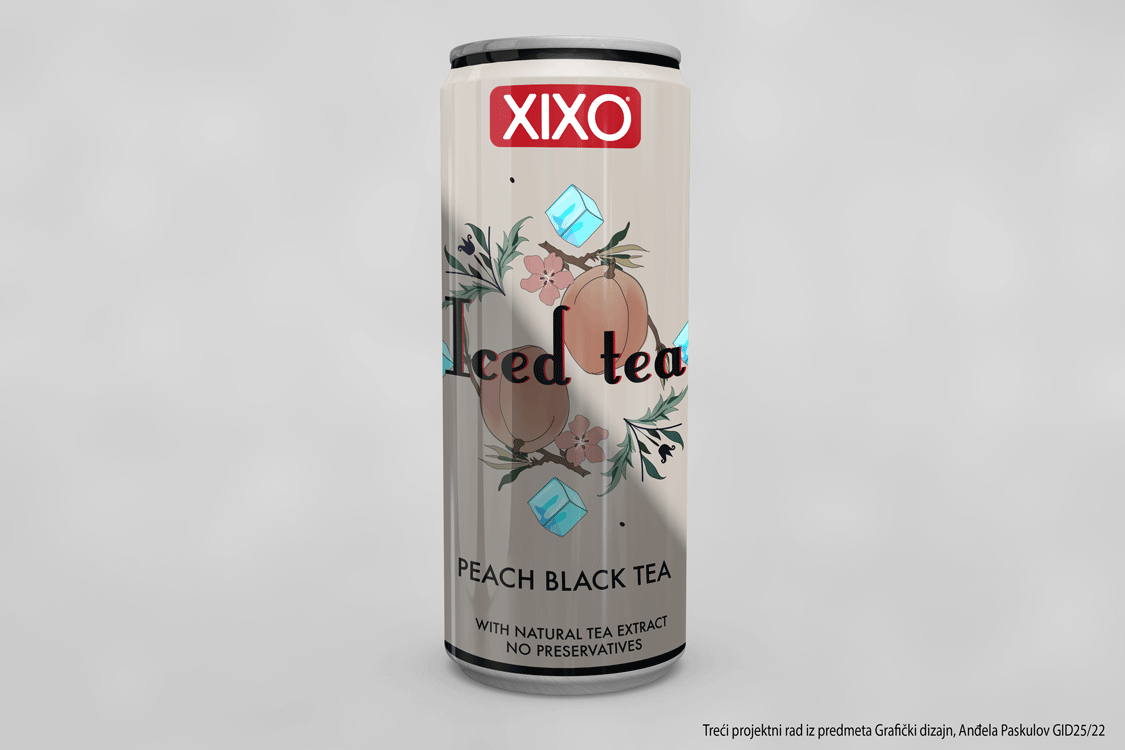 XIXO®
Iced tea
PEACH BLACK TEA
WITH NATURAL TEA EXTRACT
NO PRESERVATIVES
Treći projektni rad iz predmeta Grafički dizajn, Anđela Paskulov GID25/22